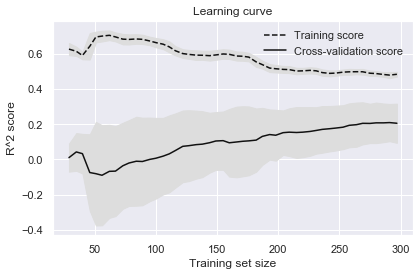 Learning curve
Training score
Cross-validation score
R^2 score
0.6
0.4
0.2
0.0
−0.2
−0.4
50
100
150
200
250
300
Training set size